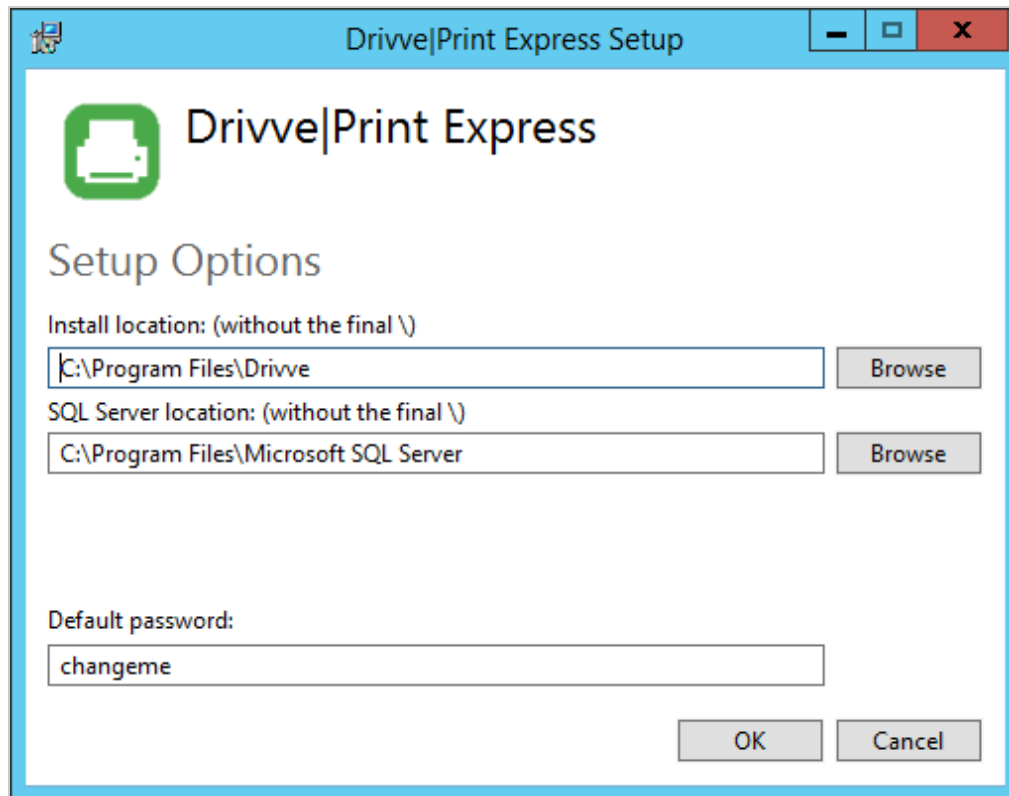 Drivve|Print Express Setup
Drivve|Print Express
Setup Options
Install location: (without the final \)
C:\Program Files\Drivve
Browse
SQL Server location: (without the final \)
C:\Program Files\Microsoft SQL Server
Browse
Default password:
changeme
OK
Cancel